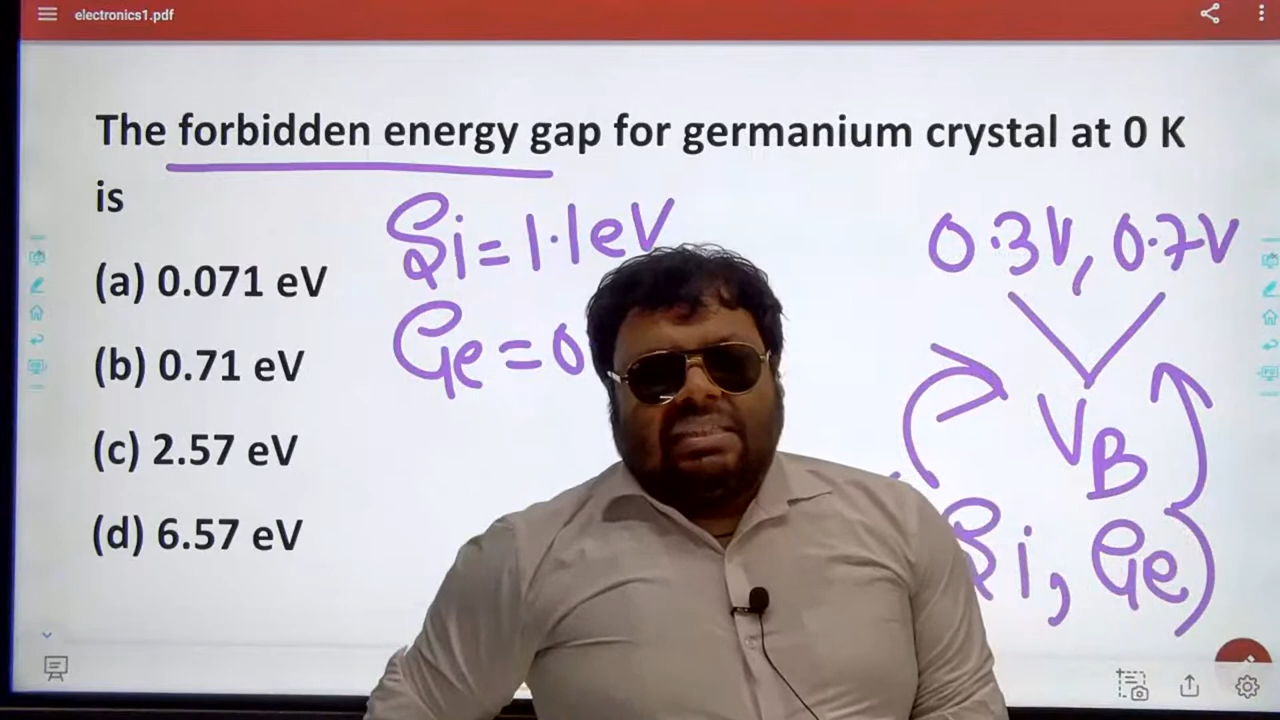 electronics1.pdf
The forbidden energy gap for germanium crystal at 0 K
is
(a) 0.071 eV
(b) 0.71 eV
(c) 2.57 eV
(d) 6.57 eV
Si = 1.1eV
Ge = 0
0.3V, 0.7V
VB
Si, Ge)